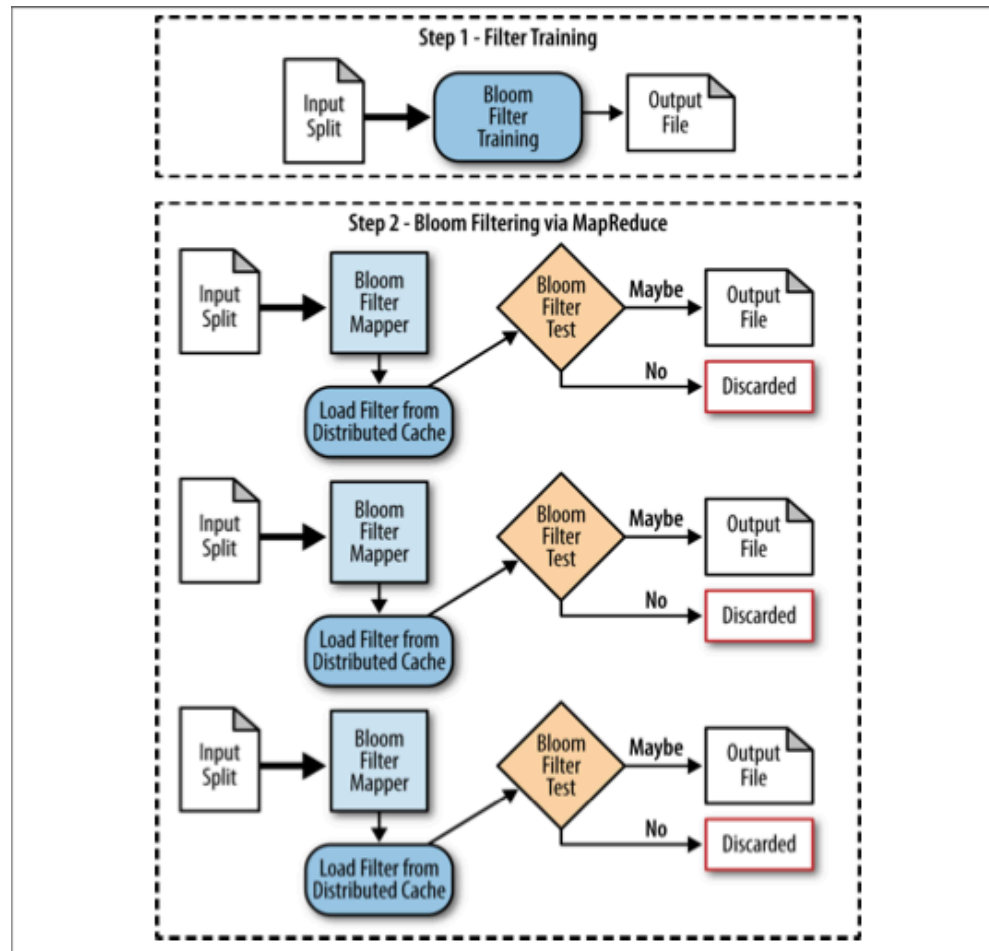 Step 1 - Filter Training
Input
Split
Bloom
Filter
Training
Output
File
Step 2 - Bloom Filtering via MapReduce
Input
Split
Bloom
Filter
Mapper
Load Filter from
Distributed Cache
Bloom
Filter
Test
Maybe
Output
File
No
Discarded
Input
Split
Bloom
Filter
Mapper
Load Filter from
Distributed Cache
Bloom
Filter
Test
Maybe
Output
File
No
Discarded
Input
Split
Bloom
Filter
Mapper
Load Filter from
Distributed Cache
Bloom
Filter
Test
Maybe
Output
File
No
Discarded